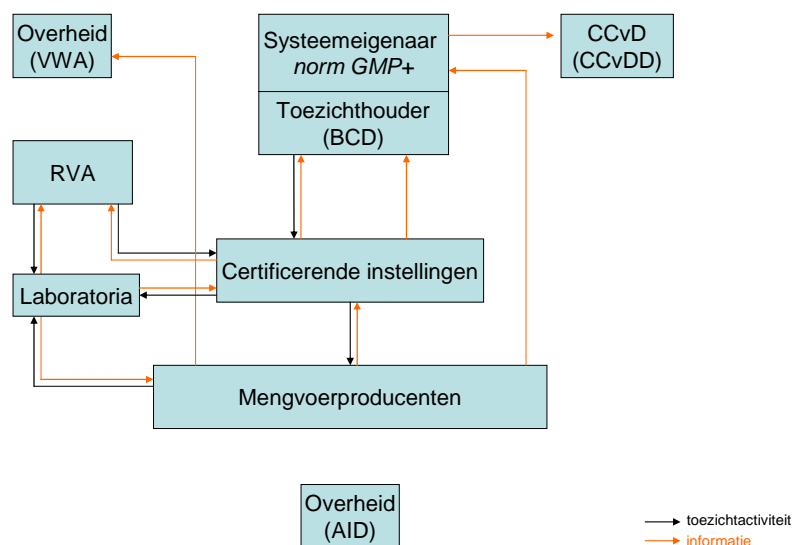 Overheid
(VWA)
Systeemeigenaar
norm GMP+
CCvD
(CCvDD)
Toezichthouder
(BCD)
RVA
Certificerende instellingen
Laboratoria
Mengvoerproducenten
Overheid
(AID)
toezichtactiviteit
informatie